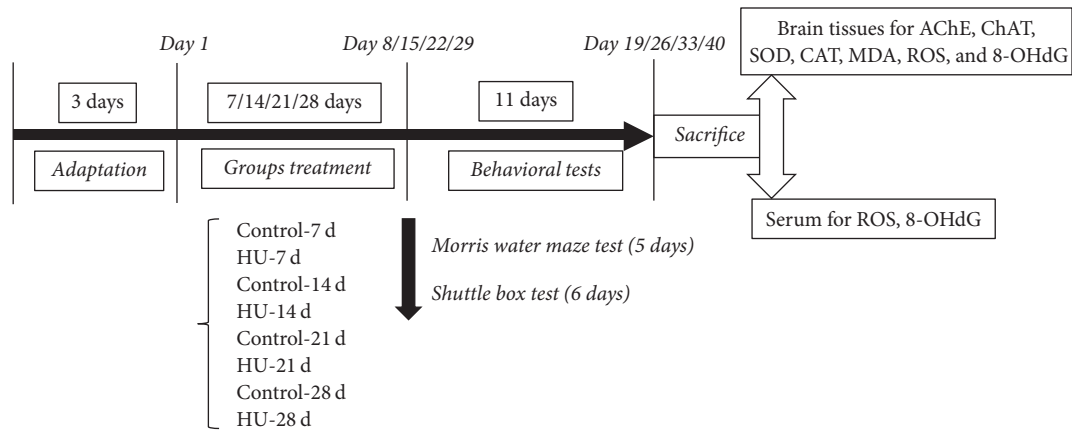 Day 1
Day 8/15/22/29
Day 19/26/33/40
Brain tissues for AChE, ChAT,
SOD, CAT, MDA, ROS, and 8-OHdG
3 days
7/14/21/28 days
11 days
Sacrifice
Adaptation
Groups treatment
Behavioral tests
Serum for ROS, 8-OHdG
Control-7 d
HU-7 d
Control-14 d
HU-14 d
Control-21 d
HU-21 d
Control-28 d
HU-28 d
Morris water maze test (5 days)
Shuttle box test (6 days)